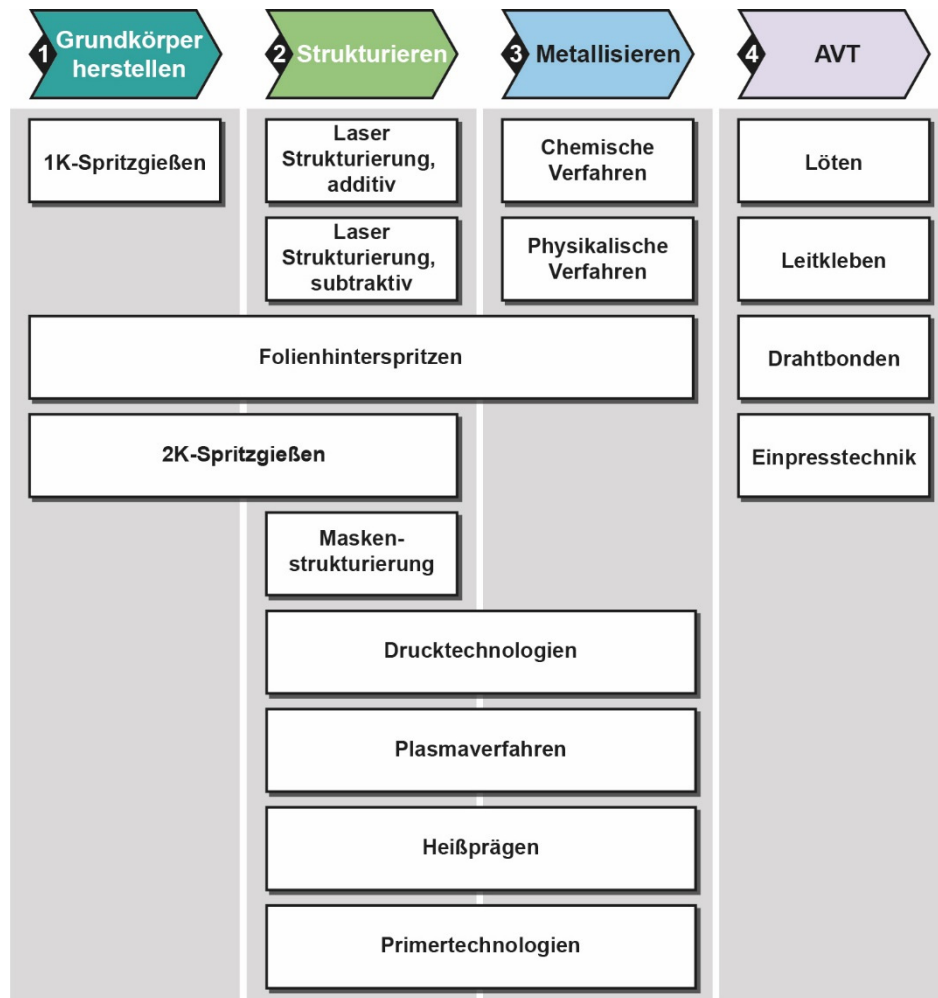 1 Grundkörper
herstellen
2 Strukturieren
3 Metallisieren
4 AVT
1K-Spritzgießen
Laser
Strukturierung,
additiv
Chemische
Verfahren
Löten
Laser
Strukturierung,
subtraktiv
Physikalische
Verfahren
Leitkleben
Folienhinterspritzen
Drahtbonden
2K-Spritzgießen
Einpresstechnik
Masken-
strukturierung
Drucktechnologien
Plasmaverfahren
Heißprägen
Primertechnologien